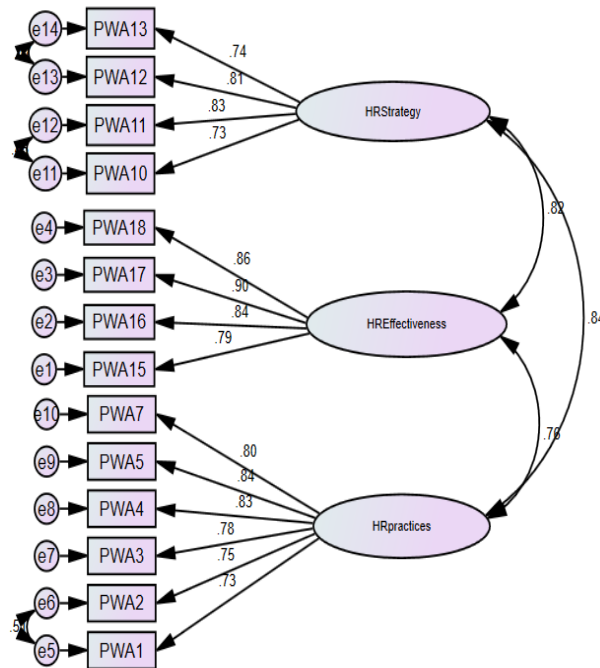 e14 PWA13
.74
e13 PWA12
.81
HRStrategy
e12 PWA11
.83
.73
e11 PWA10
e4 PWA18
.82
.86
e3 PWA17
.90
e2 PWA16
.84
HREffectiveness
.84
.79
e1 PWA15
e10 PWA7
.76
.80
e9 PWA5
.84
e8 PWA4
.83
HRpractices
.78
e7 PWA3
.75
e6 PWA2
.73
e5 PWA1